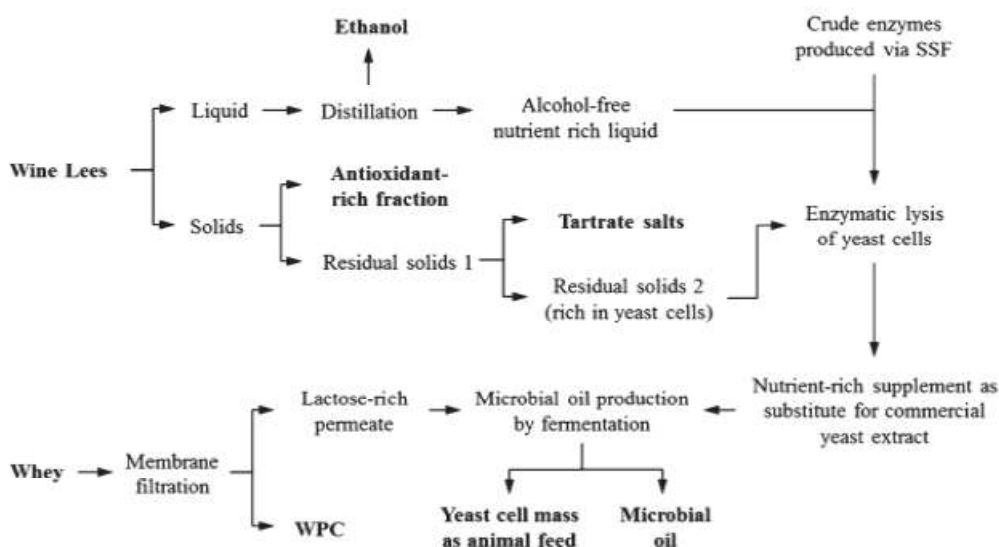 Ethanol
Crude enzymes
produced via SSF
Liquid
Distillation
Alcohol-free
nutrient rich liquid
Wine Lees
Antioxidant-
rich fraction
Solids
Tartrate salts
Enzymatic lysis
of yeast cells
Residual solids 1
Residual solids 2
(rich in yeast cells)
Lactose-rich
permeate
Microbial oil production
by fermentation
Nutrient-rich supplement as
substitute for commercial
yeast extract
Whey
Membrane
filtration
WPC
Yeast cell mass
as animal feed
Microbial
oil